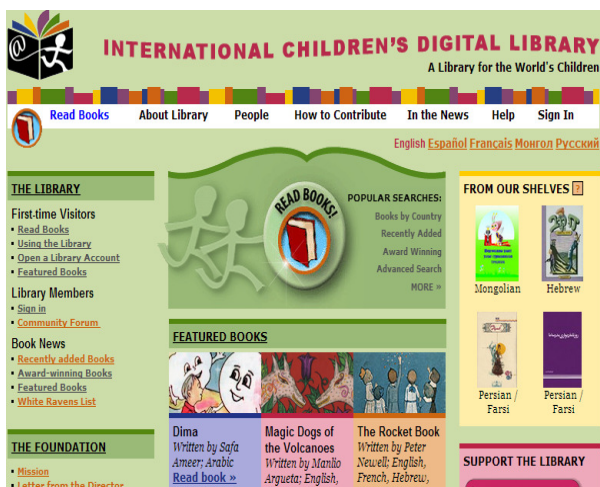 INTERNATIONAL CHILDREN'S DIGITAL LIBRARY
A Library for the World's Children
Read Books About Library People How to Contribute In the News Help Sign In
English Español Français Монгол Русский
THE LIBRARY
First-time Visitors
Read Books
Using the Library
Open a Library Account
Featured Books
Library Members
Sign in
Community Forum
Book News
Recently added Books
Award-winning Books
Featured Books
White Ravens List
THE FOUNDATION
Mission
Letter from the Director
READ BOOKS!
POPULAR SEARCHES:
Books by Country
Recently Added
Award Winning
Advanced Search
MORE »
FEATURED BOOKS
Dima
Written by Safa
Ameer; Arabic
Read book »
Magic Dogs of
the Volcanoes
Written by Manlio
Argueta; English,
The Rocket Book
Written by Peter
Newell; English,
French, Hebrew,
FROM OUR SHELVES ?
Mongolian
Hebrew
Persian /
Farsi
Persian /
Farsi
SUPPORT THE LIBRARY